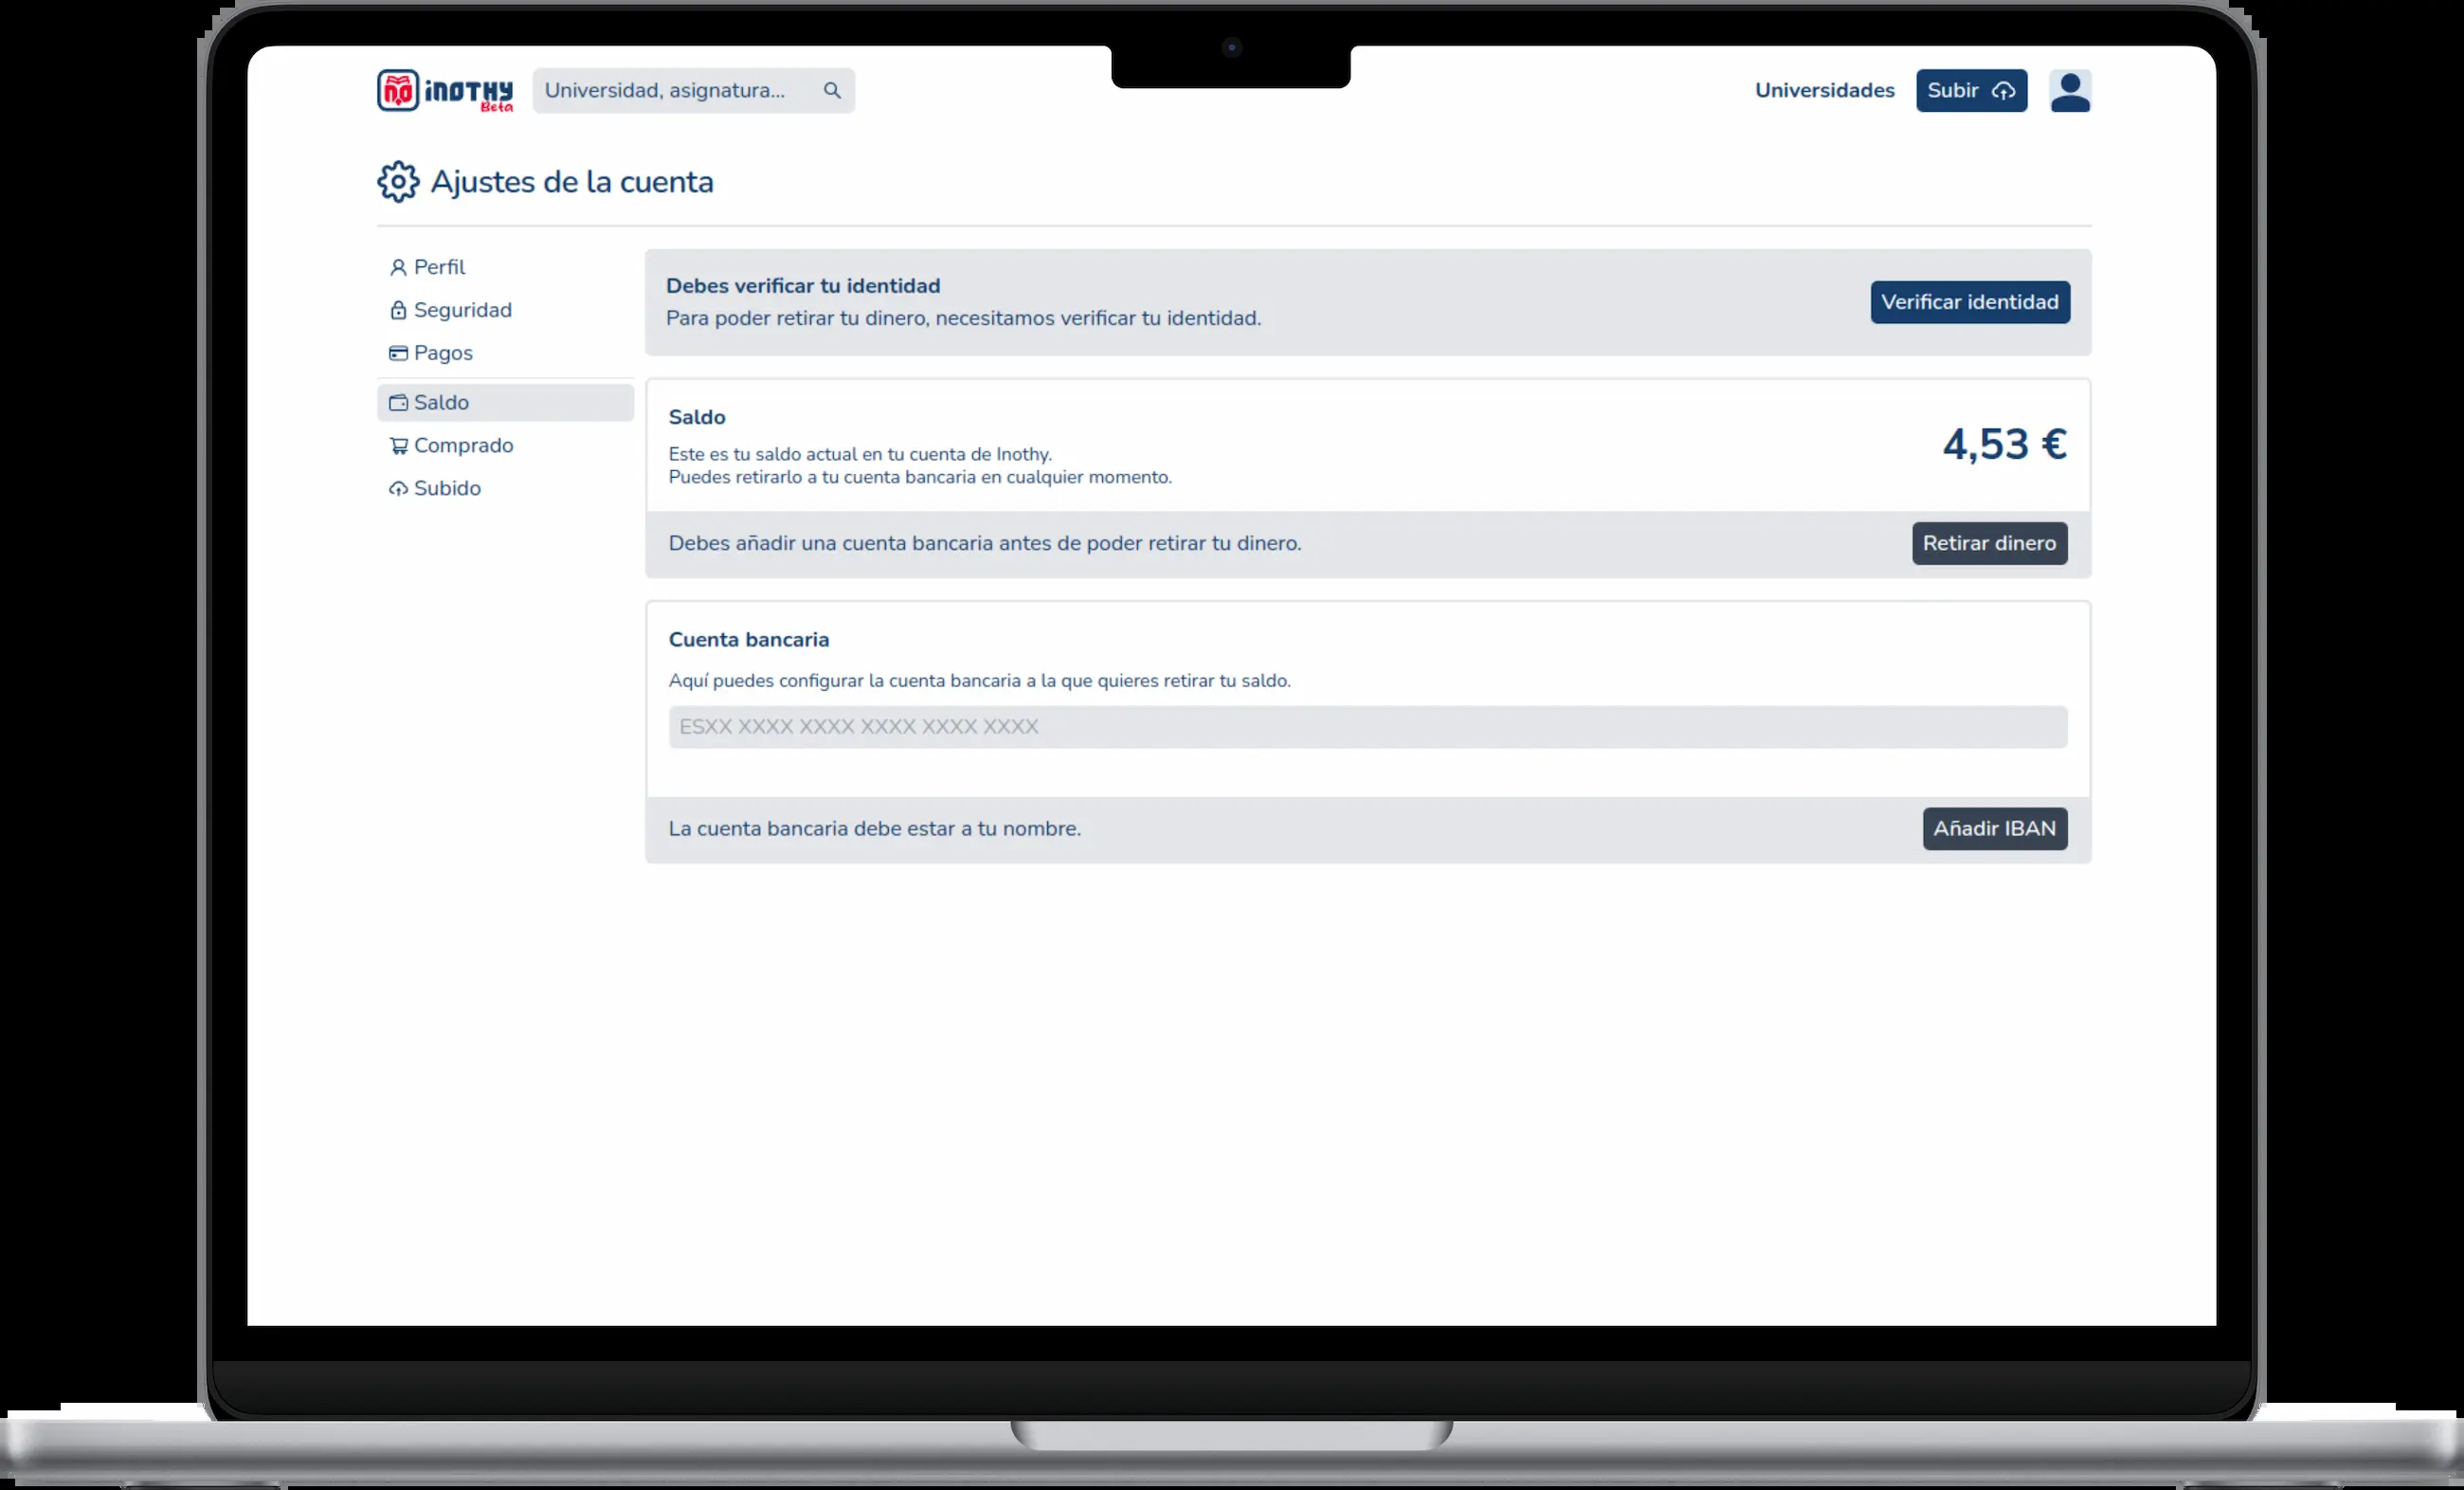 inothy
Beta
Universidad, asignatura...
Universidades
Subir
Ajustes de la cuenta
Perfil
Seguridad
Pagos
Saldo
Comprado
Subido
Debes verificar tu identidad
Para poder retirar tu dinero, necesitamos verificar tu identidad.
Verificar identidad
Saldo
Este es tu saldo actual en tu cuenta de Inothy.
Puedes retirarlo a tu cuenta bancaria en cualquier momento.
4,53 €
Debes añadir una cuenta bancaria antes de poder retirar tu dinero.
Retirar dinero
Cuenta bancaria
Aquí puedes configurar la cuenta bancaria a la que quieres retirar tu saldo.
ESXX XXXX XXXX XXXX XXXX XXXX
La cuenta bancaria debe estar a tu nombre.
Añadir IBAN